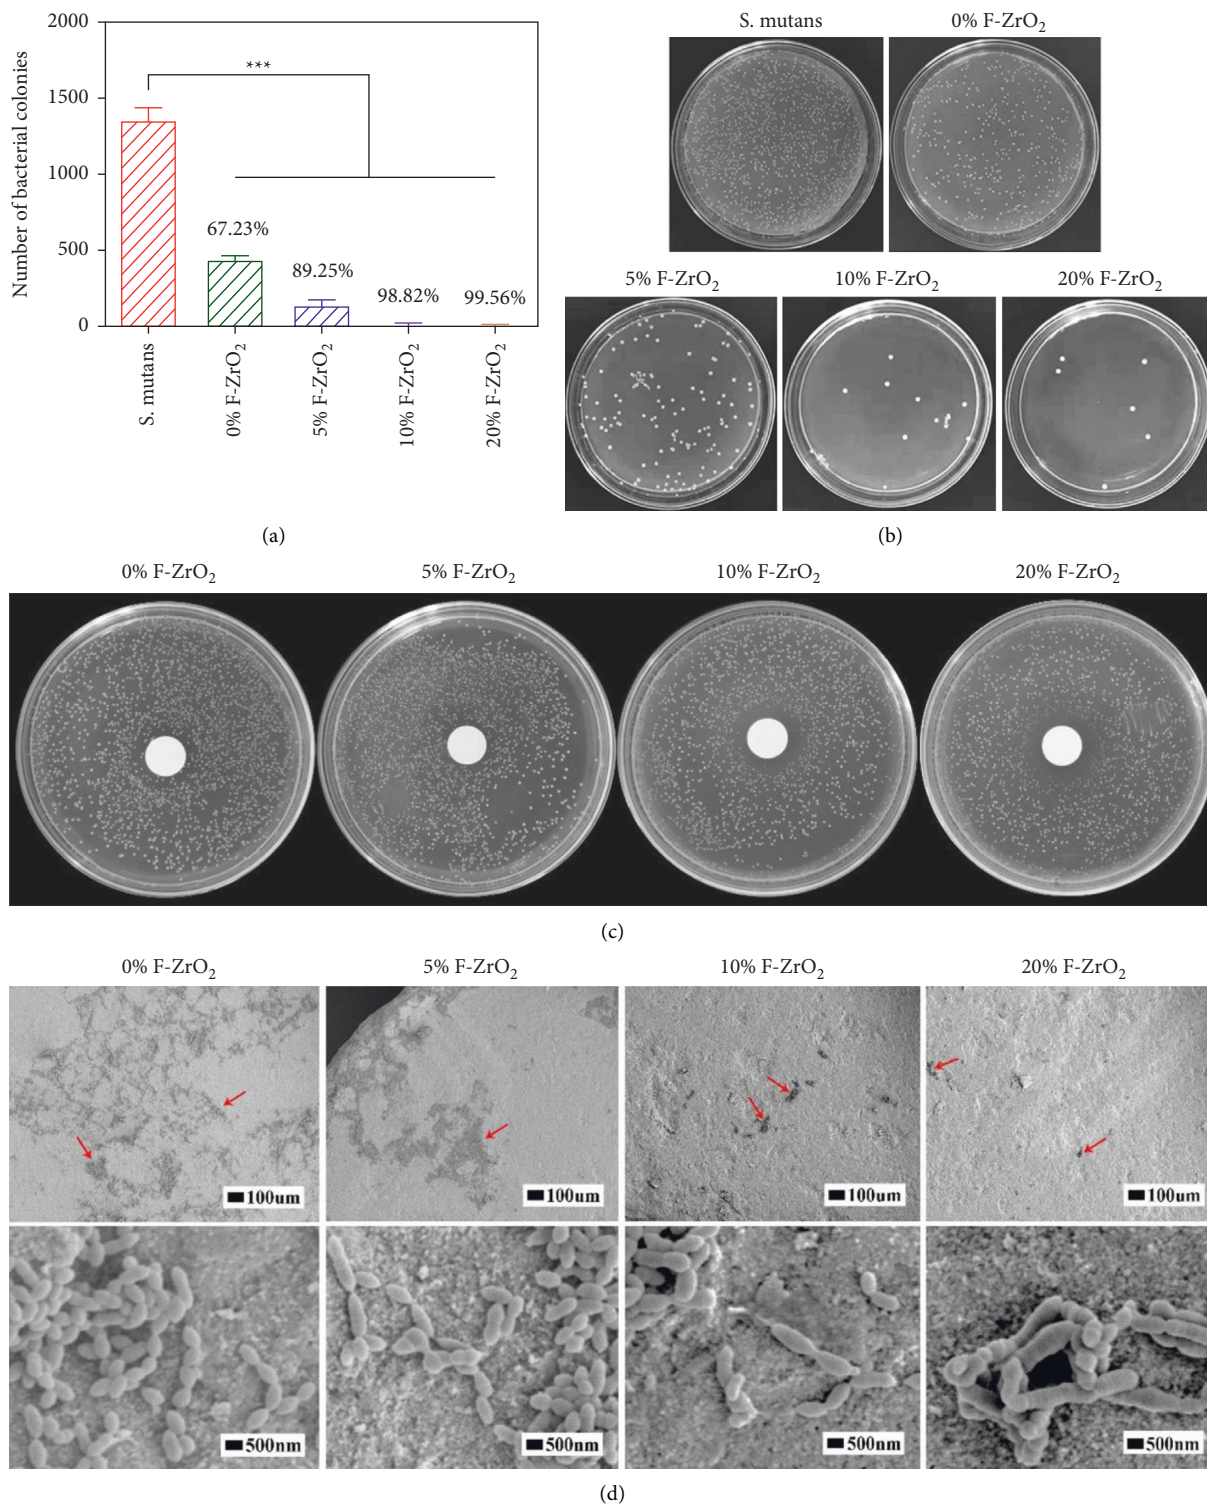 2000
1500
1000
500
0
Number of bacterial colonies
***
67.23%
89.25%
98.82%
99.56%
S. mutans
0% F-ZrO2
5% F-ZrO2
10% F-ZrO2
20% F-ZrO2
(a)
S. mutans
0% F-ZrO2
5% F-ZrO2
10% F-ZrO2
20% F-ZrO2
(b)
0% F-ZrO2
5% F-ZrO2
10% F-ZrO2
20% F-ZrO2
(c)
0% F-ZrO2
5% F-ZrO2
10% F-ZrO2
20% F-ZrO2
100um
100um
100um
100um
500nm
500nm
500nm
500nm
(d)